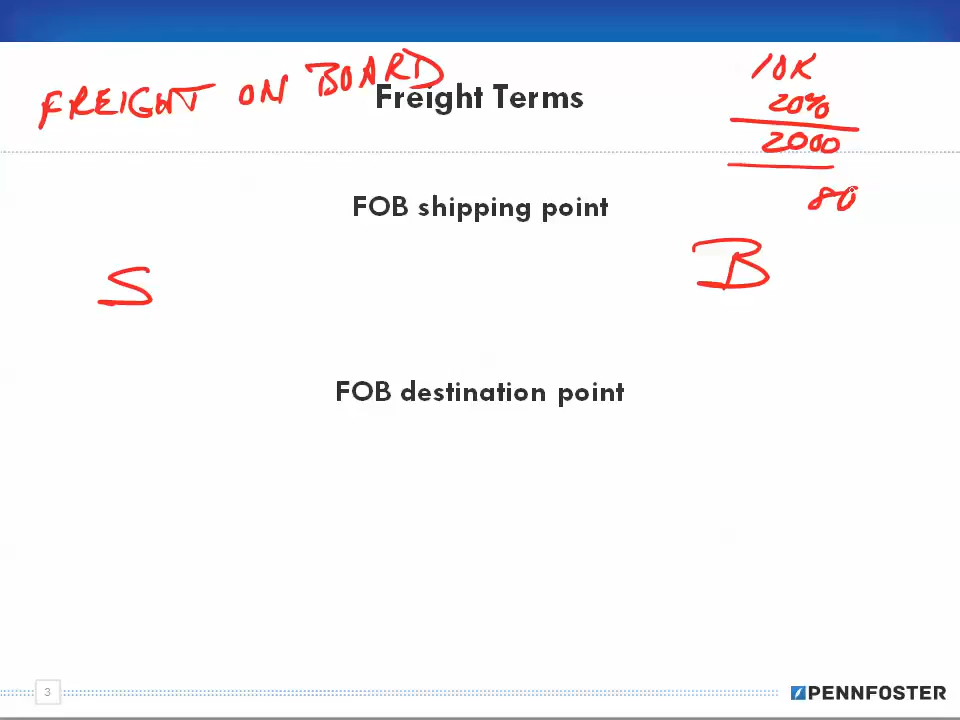 FREIGHT ON BOARD
Freight Terms
10K
20%
2000
80
FOB shipping point
S
B
FOB destination point
3
PENNFOSTER